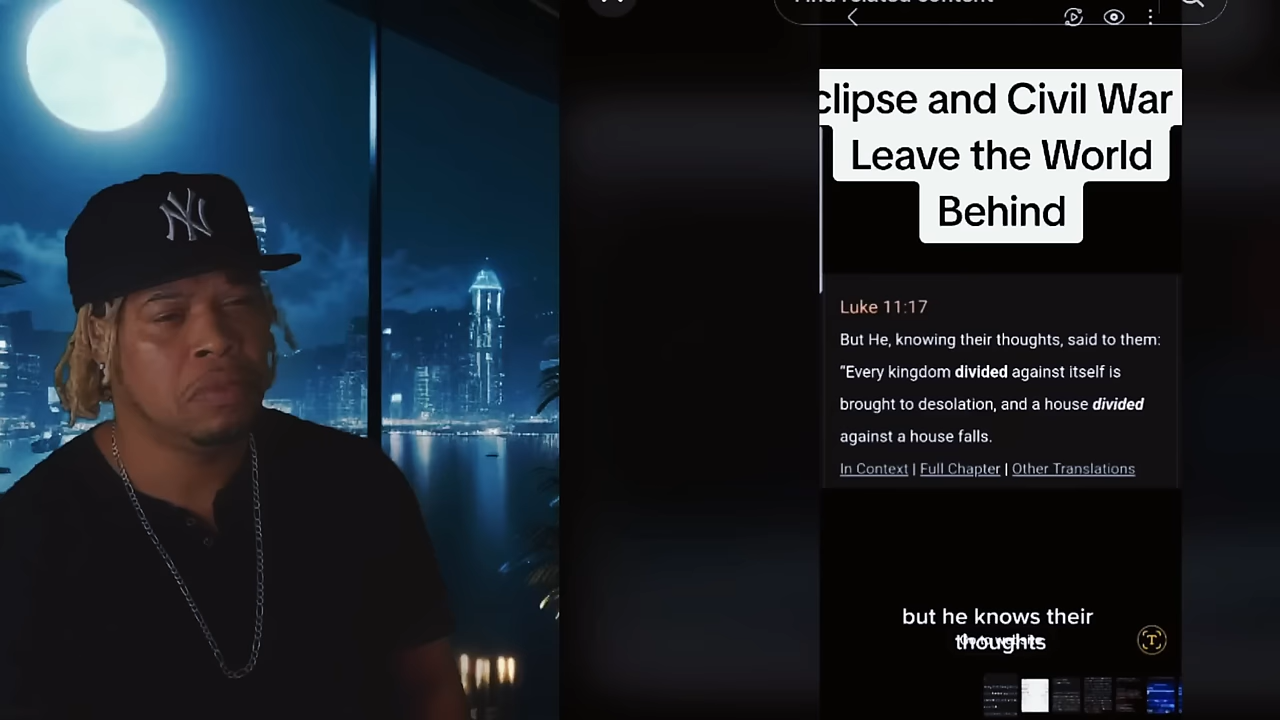 NY
clipse and Civil War
Leave the World
Behind
Luke 11:17
But He, knowing their thoughts, said to them:
"Every kingdom divided against itself is
brought to desolation, and a house divided
against a house falls.
In Context | Full Chapter | Other Translations
but he knows their
thoughts
T